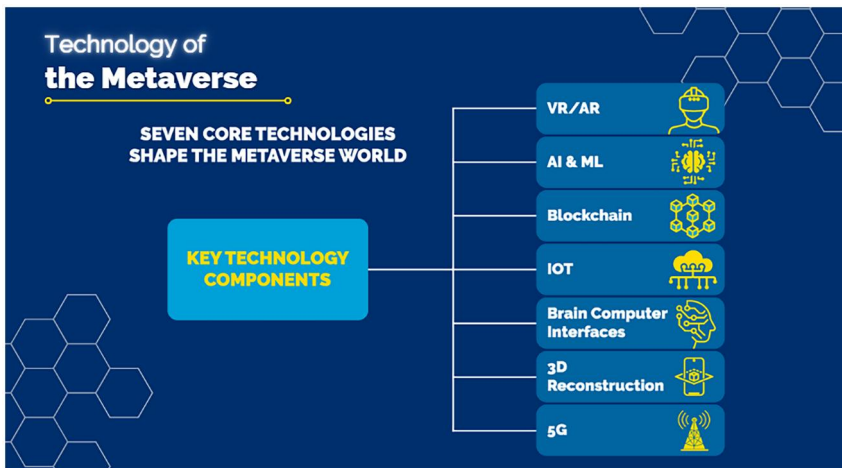 Technology of
the Metaverse
SEVEN CORE TECHNOLOGIES
SHAPE THE METAVERSE WORLD
KEY TECHNOLOGY
COMPONENTS
VR/AR
AI & ML
Blockchain
IOT
Brain Computer
Interfaces
3D
Reconstruction
5G